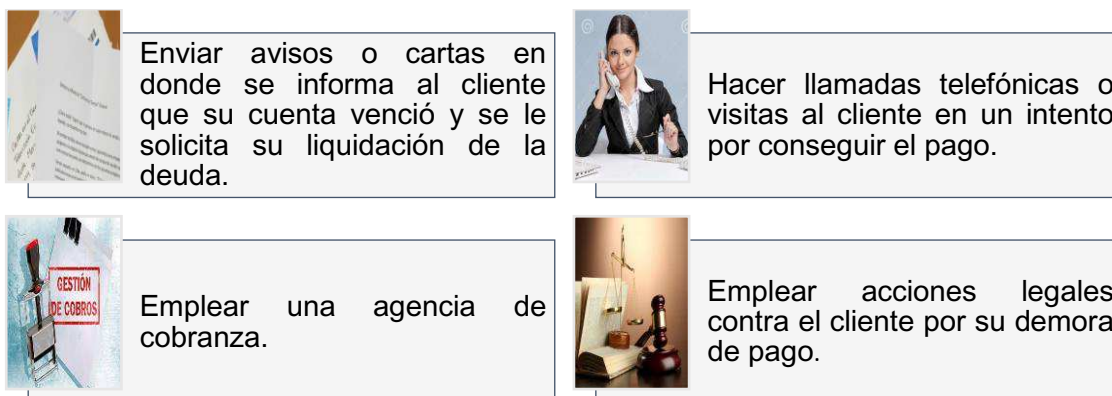 Enviar avisos o cartas en
donde se informa al cliente
que su cuenta venció y se le
solicita su liquidación de la
deuda.
Hacer llamadas telefónicas o
visitas al cliente en un intento
por conseguir el pago.
GESTIÓN
DE COBROS
Emplear una agencia de
cobranza.
Emplear acciones legales
contra el cliente por su demora
de pago.